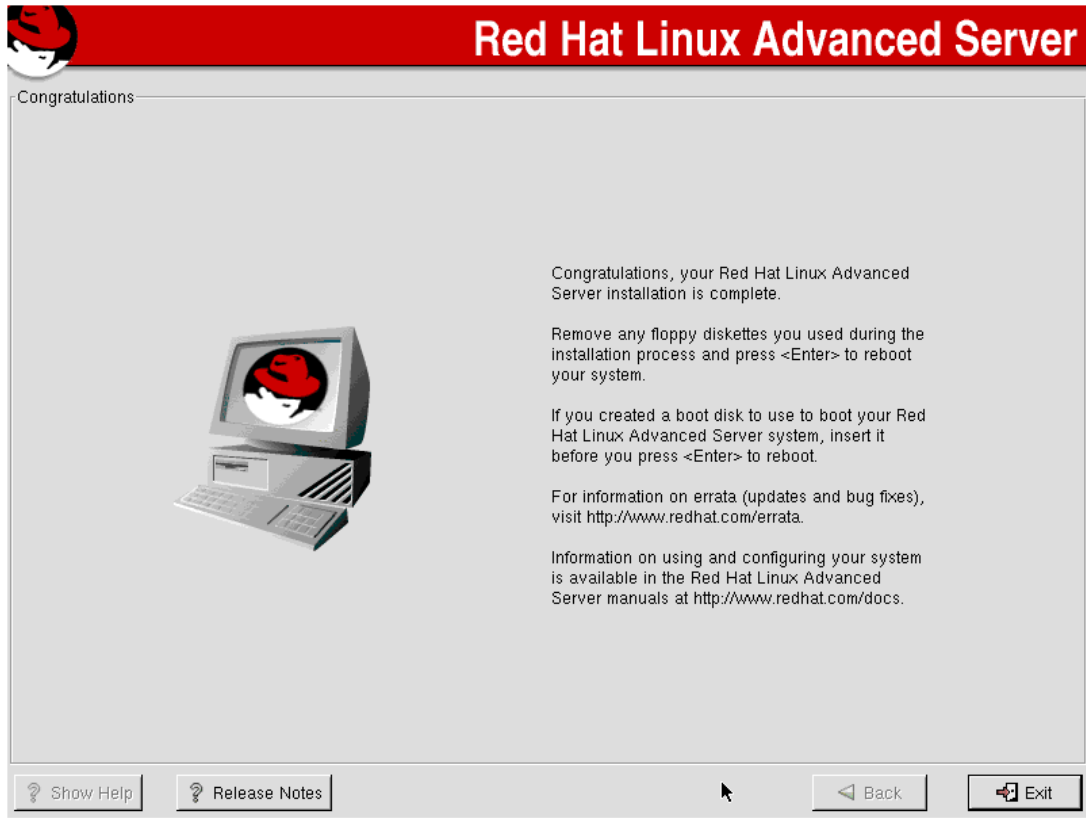 Red Hat Linux Advanced Server
Congratulations
Congratulations, your Red Hat Linux Advanced
Server installation is complete.
Remove any floppy diskettes you used during the
installation process and press <Enter> to reboot
your system.
If you created a boot disk to use to boot your Red
Hat Linux Advanced Server system, insert it
before you press <Enter> to reboot.
For information on errata (updates and bug fixes),
visit http://www.redhat.com/errata.
Information on using and configuring your system
is available in the Red Hat Linux Advanced
Server manuals at http://www.redhat.com/docs.
Show Help
Release Notes
Back
Exit